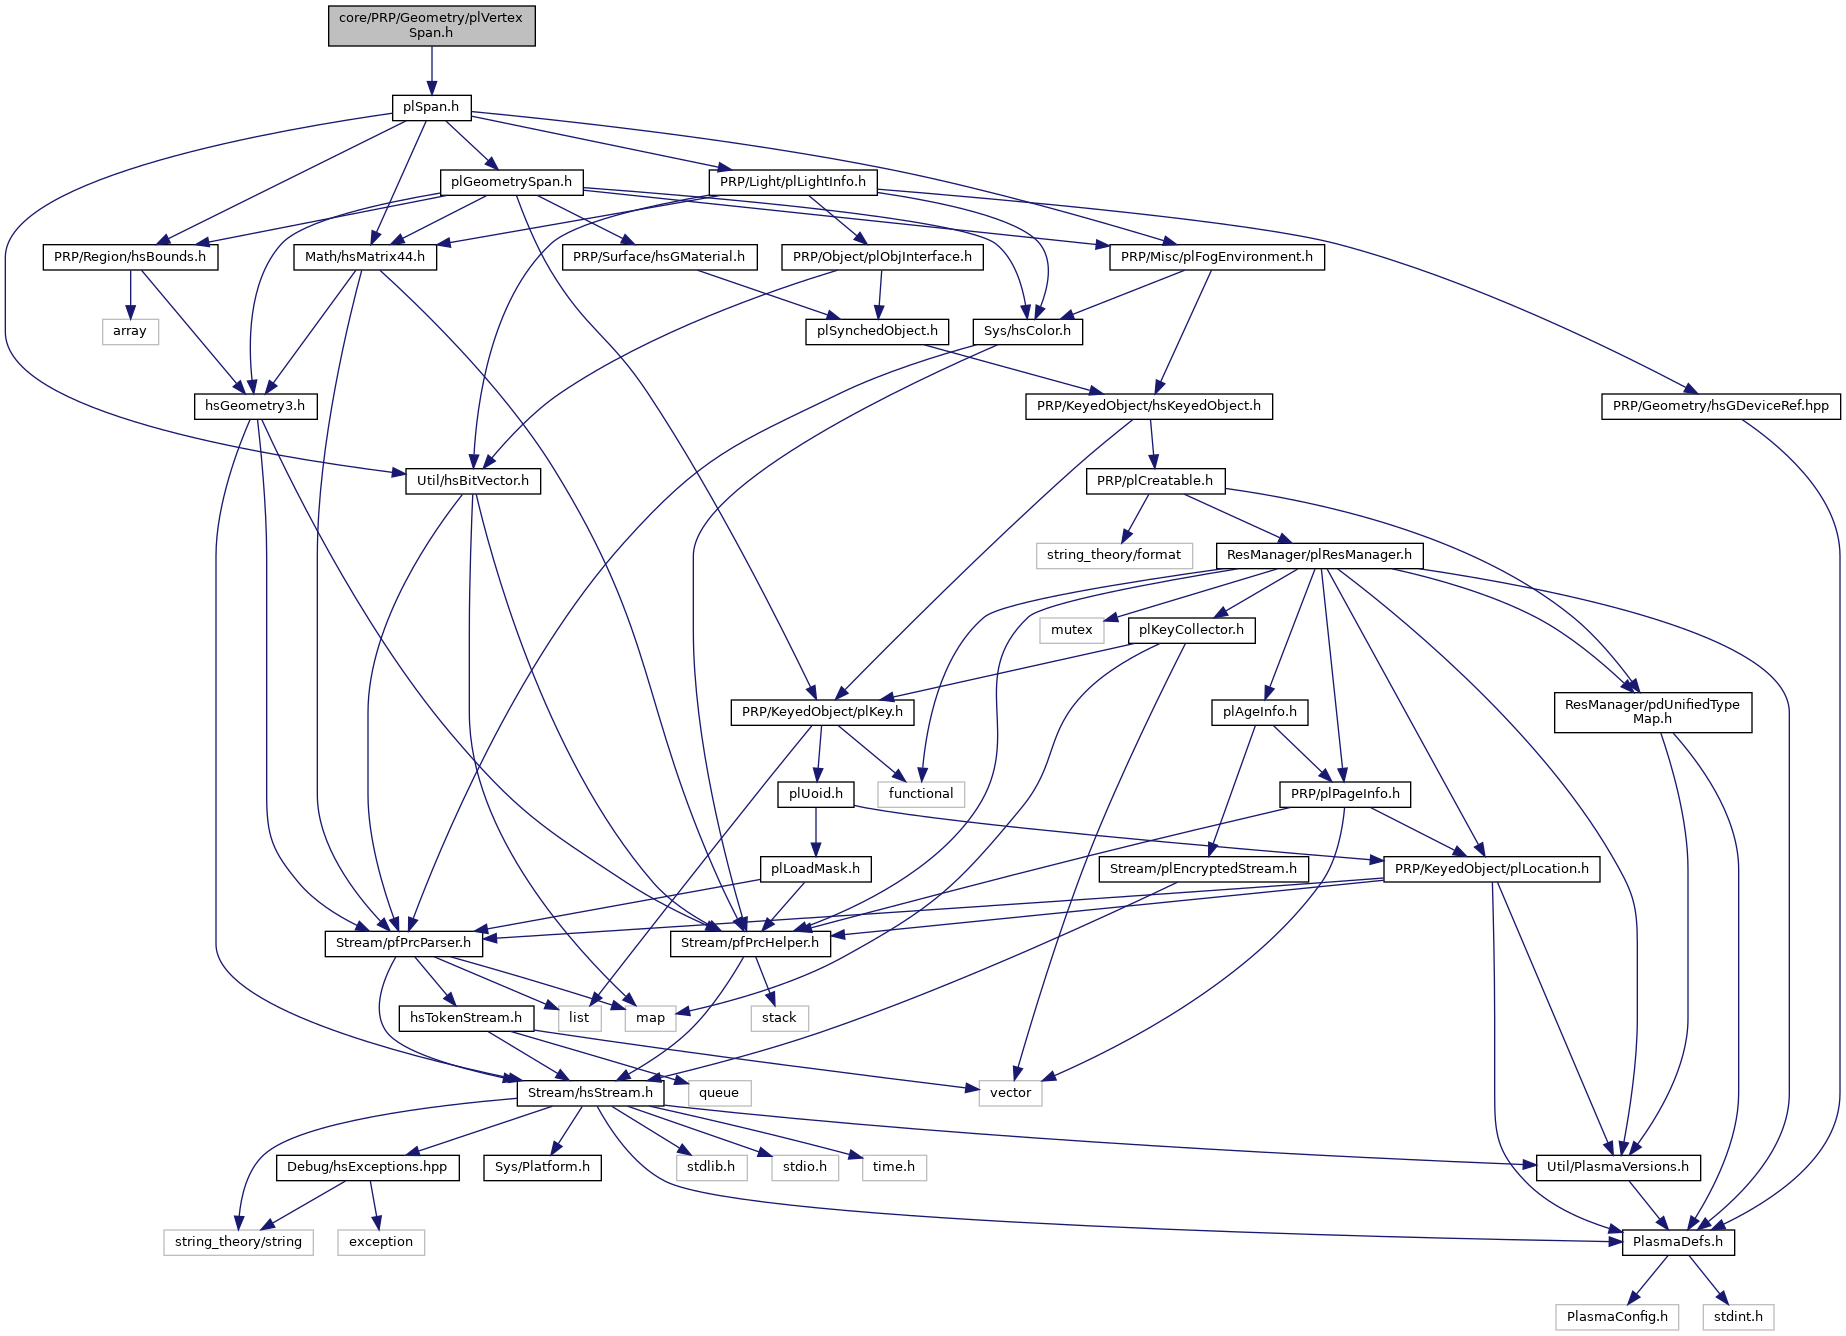 core/PRP/Geometry/plVertex
Span.h
plSpan.h
plGeometrySpan.h
PRP/Light/plLightInfo.h
PRP/Region/hsBounds.h
Math/hsMatrix44.h
PRP/Surface/hsGMaterial.h
PRP/Object/plObjInterface.h
PRP/Misc/plFogEnvironment.h
array
plSynchedObject.h
Sys/hsColor.h
hsGeometry3.h
PRP/KeyedObject/hsKeyedObject.h
PRP/Geometry/hsGDeviceRef.hpp
Util/hsBitVector.h
PRP/plCreatable.h
string_theory/format
ResManager/plResManager.h
mutex
plKeyCollector.h
PRP/KeyedObject/plKey.h
plAgeInfo.h
ResManager/pdUnifiedType
Map.h
plUoid.h
functional
PRP/plPageInfo.h
plLoadMask.h
Stream/plEncryptedStream.h
PRP/KeyedObject/plLocation.h
Stream/pfPrcParser.h
Stream/pfPrcHelper.h
hsTokenStream.h
list
map
stack
Stream/hsStream.h
queue
vector
Debug/hsExceptions.hpp
Sys/Platform.h
stdlib.h
stdio.h
time.h
Util/PlasmaVersions.h
string_theory/string
exception
PlasmaDefs.h
PlasmaConfig.h
stdint.h